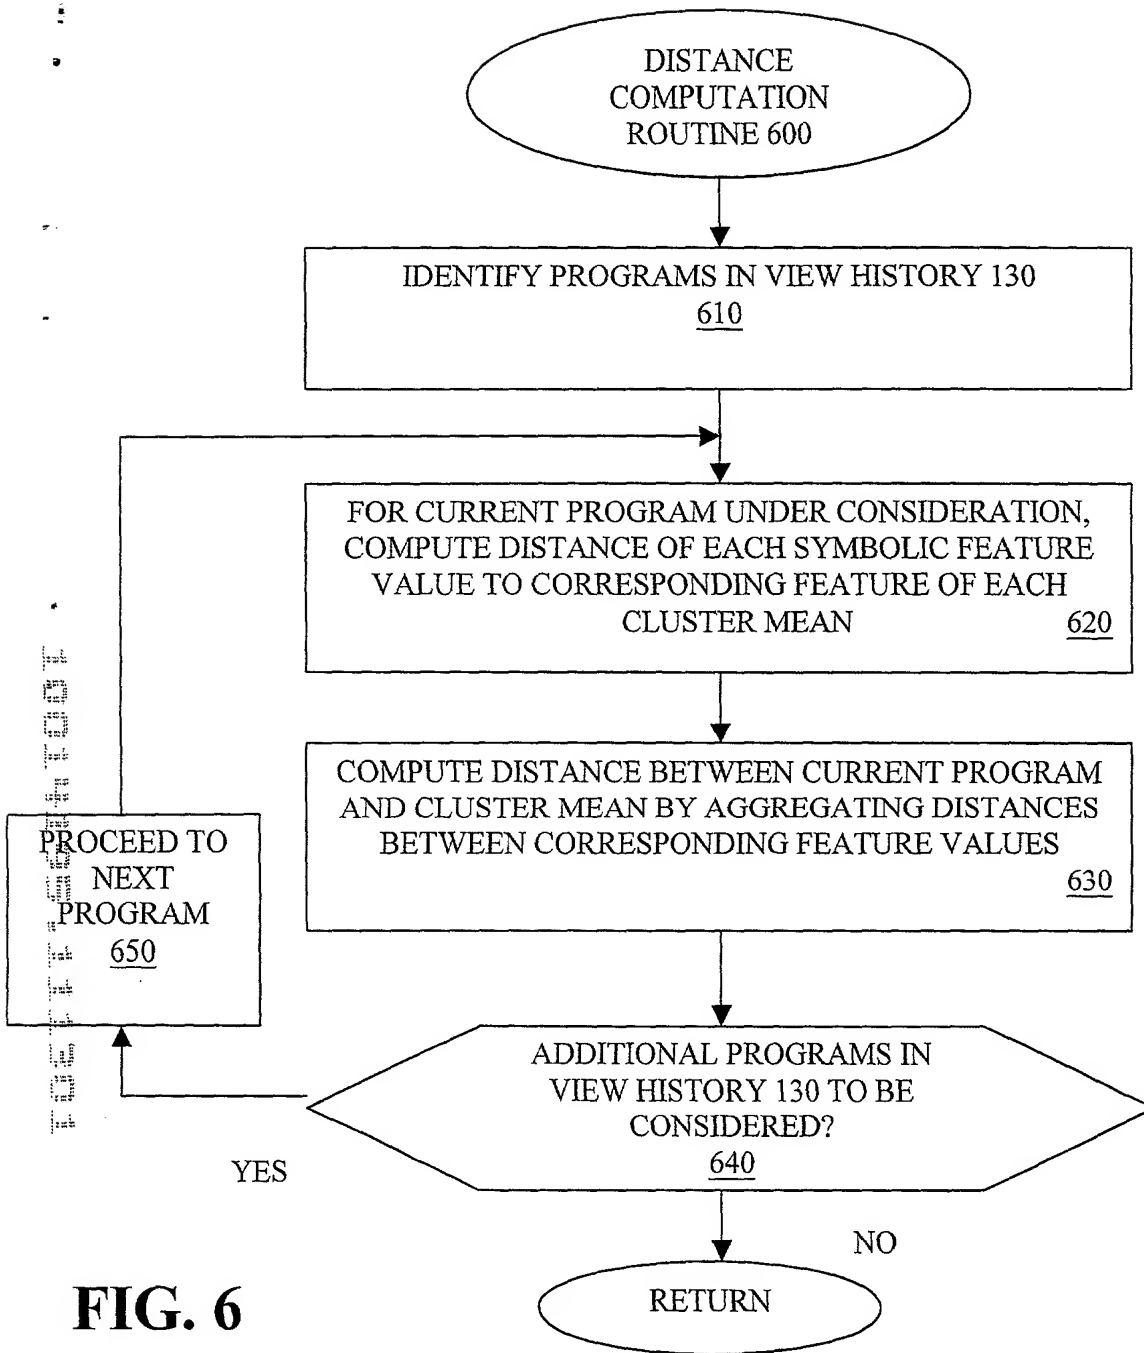 DISTANCE
COMPUTATION
ROUTINE 600
IDENTIFY PROGRAMS IN VIEW HISTORY 130
610
FOR CURRENT PROGRAM UNDER CONSIDERATION,
COMPUTE DISTANCE OF EACH SYMBOLIC FEATURE
VALUE TO CORRESPONDING FEATURE OF EACH
CLUSTER MEAN 620
COMPUTE DISTANCE BETWEEN CURRENT PROGRAM
AND CLUSTER MEAN BY AGGREGATING DISTANCES
BETWEEN CORRESPONDING FEATURE VALUES
630
PROCEED TO
NEXT
PROGRAM
650
ADDITIONAL PROGRAMS IN
VIEW HISTORY 130 TO BE
CONSIDERED?
640
YES
NO
RETURN
FIG. 6